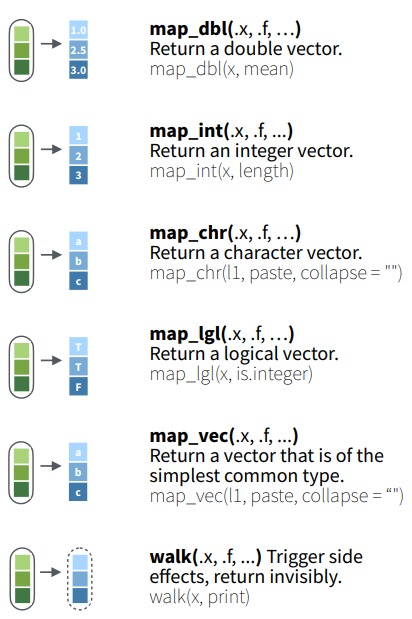 1.0
2.5
3.0
map_dbl(.x, .f, …)
Return a double vector.
map_dbl(x, mean)
1
2
3
map_int(.x, .f, ...)
Return an integer vector.
map_int(x, length)
a
b
c
map_chr(.x, .f, …)
Return a character vector.
map_chr(l1, paste, collapse = "")
T
T
F
map_lgl(.x, .f, …)
Return a logical vector.
map_lgl(x, is.integer)
a
b
c
map_vec(.x, .f, ...)
Return a vector that is of the
simplest common type.
map_vec(l1, paste, collapse = “")
walk(.x, .f, ...) Trigger side
effects, return invisibly.
walk(x, print)